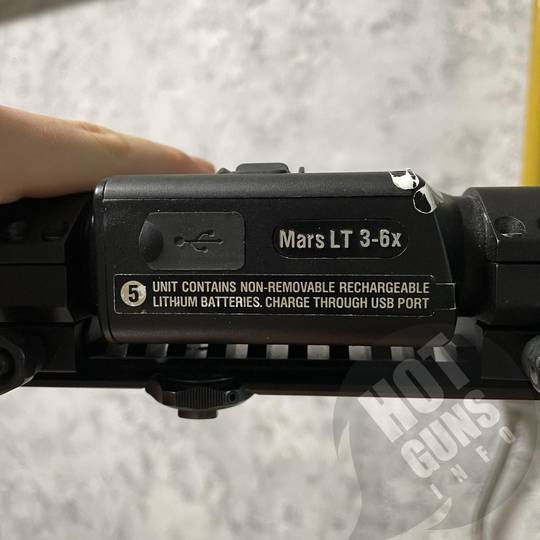 Mars LT 3-6x
5 UNIT CONTAINS NON-REMOVABLE RECHARGEABLE
LITHIUM BATTERIES. CHARGE THROUGH USB PORT
HOT
GUNS
INFO